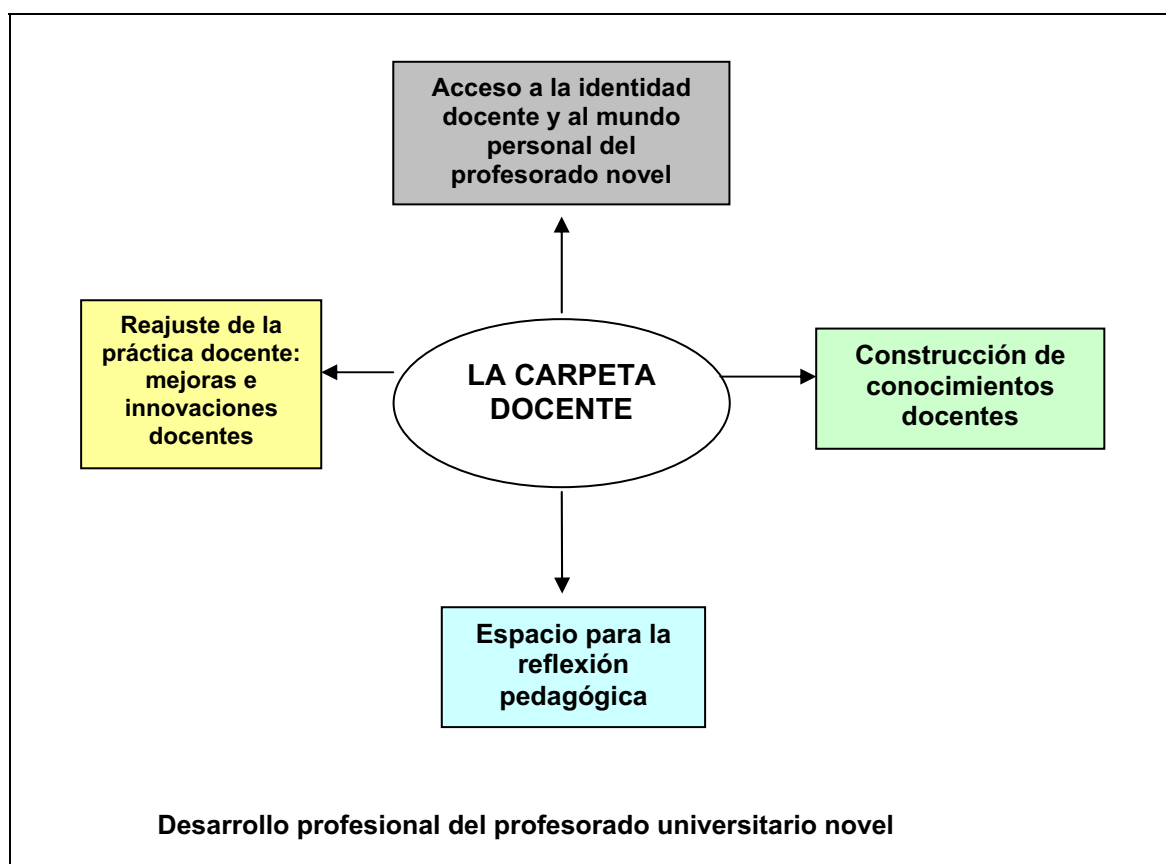 Acceso a la identidad
docente y al mundo
personal del
profesorado novel
Reajuste de la
práctica docente:
mejoras e
innovaciones
docentes
LA CARPETA
DOCENTE
Construcción de
conocimientos
docentes
Espacio para la
reflexión
pedagógica
Desarrollo profesional del profesorado universitario novel